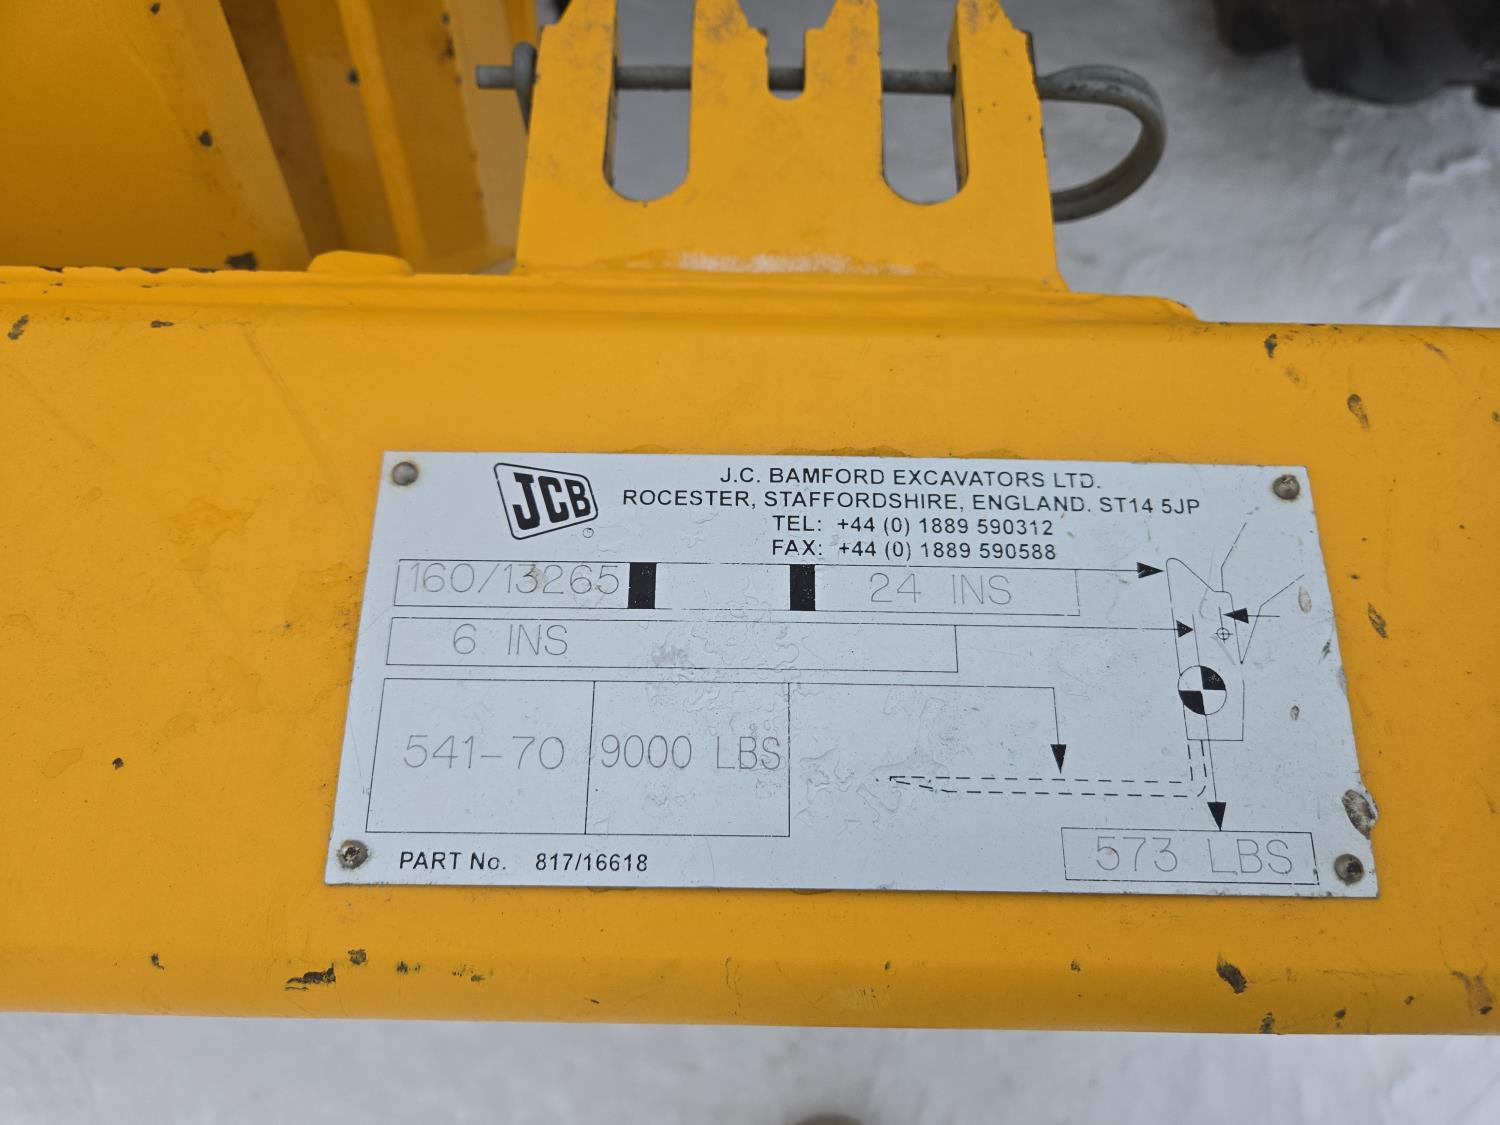 JCB
®
J.C. BAMFORD EXCAVATORS LTD.
ROCESTER, STAFFORDSHIRE, ENGLAND. ST14 5JP
TEL: +44 (0) 1889 590312
FAX: +44 (0) 1889 590588
160/13265 24 INS
6 INS
541-70 9000 LBS
573 LBS
PART No. 817/16618